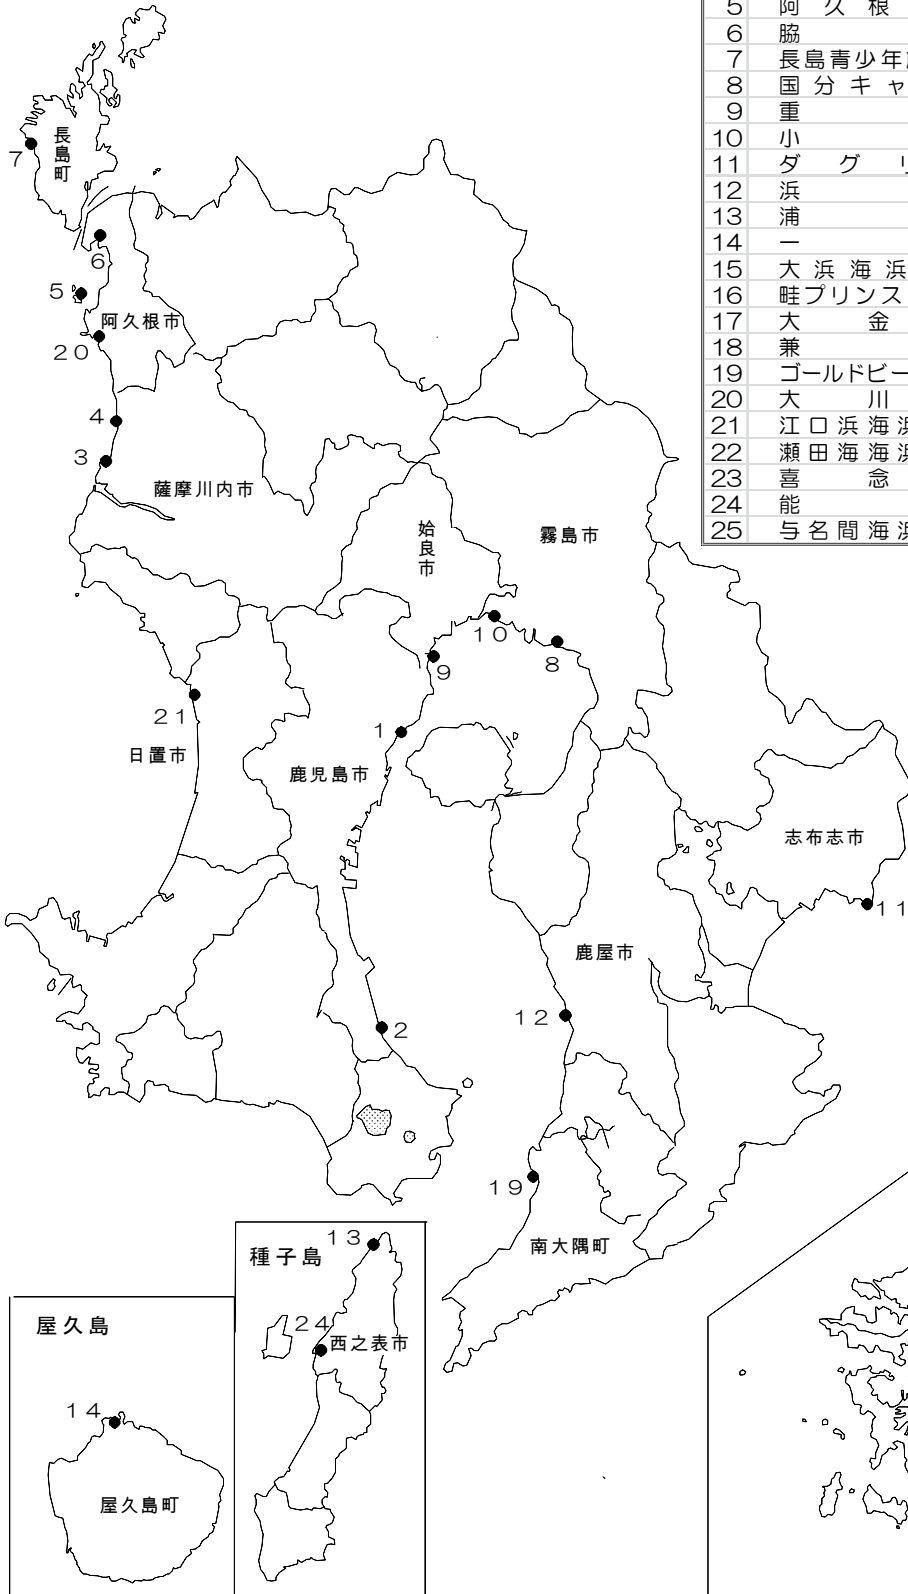 5 阿久根
6 脇
7 長島青少年
8 国分キャ
9 重
10 小
11 ダグリ
12 浜
13 浦
14 一
15 大浜海浜
16 畦プリンス
17 大金
18 兼
19 ゴールドビー
20 大川
21 江口浜海浜
22 瀬田海海浜
23 喜念
24 能
25 与名間海浜
長島町
7
6
5
阿久根市
20
4
3
薩摩川内市
姶良市
霧島市
10
8
9
21
1
日置市
鹿児島市
志布志市
11
鹿屋市
12
2
19
南大隅町
種子島
13
24
西之表市
屋久島
14
屋久島町